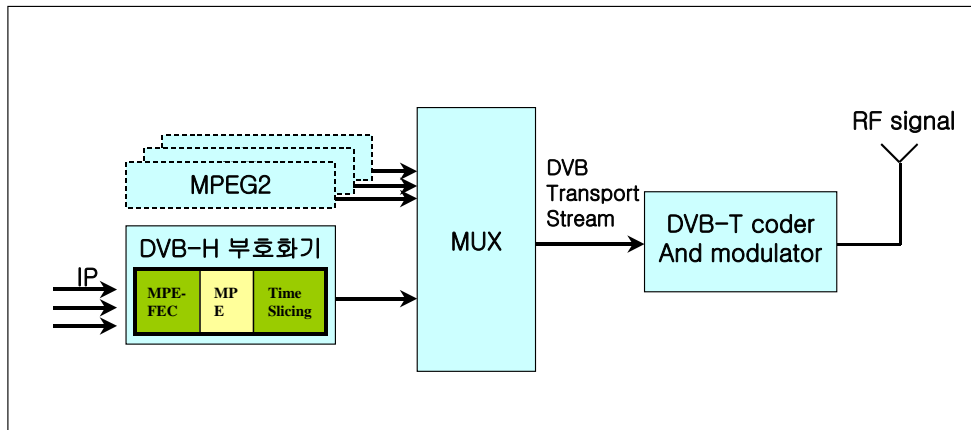 RF signal
MPEG2
DVB
Transport
Stream
MUX
DVB-T coder
And modulator
DVB-H 부호화기
IP
MPE-
FEC
MP
E
Time
Slicing